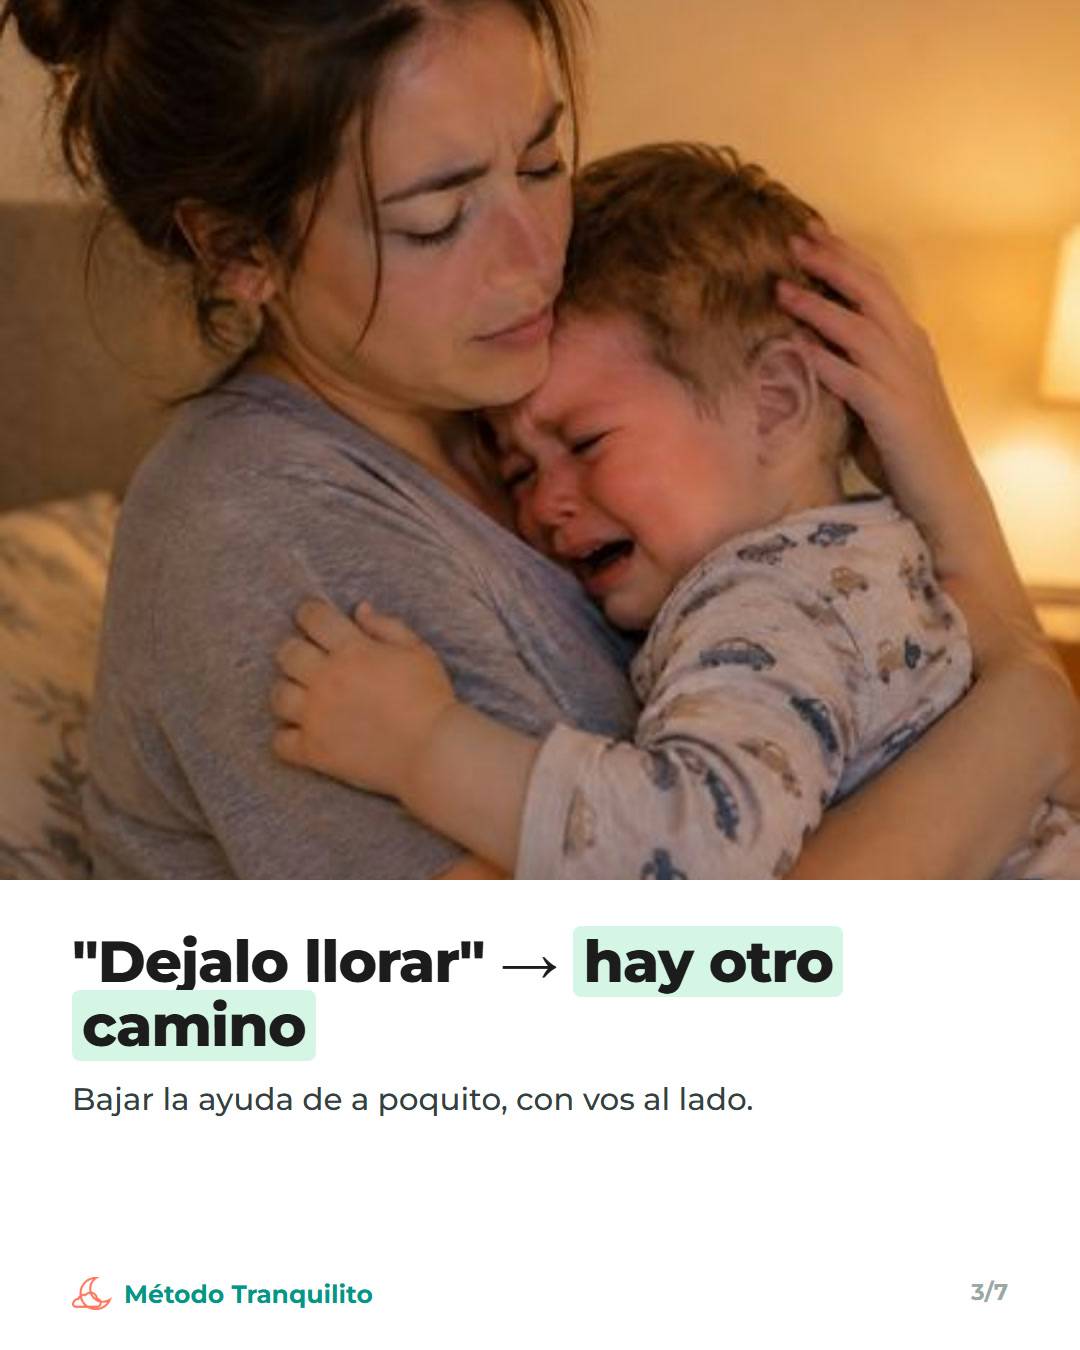 "Dejalo llorar" → hay otro
camino
Bajar la ayuda de a poquito, con vos al lado.
Método Tranquilito
3/7